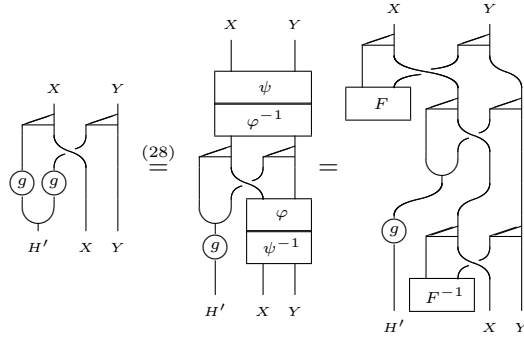 X Y
X Y
X Y
ψ
φ⁻¹
F
(28)
= =
g g
φ
g
g
ψ⁻¹
F⁻¹
H′ X Y
H′ X Y
H′ X Y